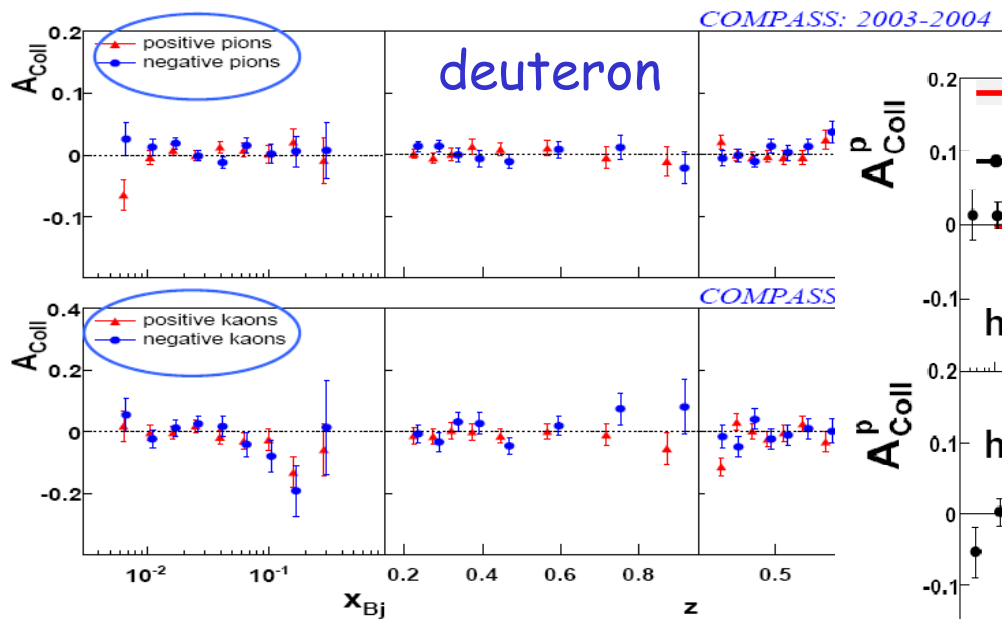 COMPASS: 2003-2004
A_Coll
0.2
0.1
0
-0.1
positive pions
negative pions
deuteron
COMPASS
A_Coll
0.4
0.2
0
-0.2
positive kaons
negative kaons
10^-2
10^-1
x_Bj
0.2
0.4
0.6
0.8
z
0.5
A^p_Coll
0.2
0.1
0
-0.1
h
A^p_Coll
0.2
0.1
0
-0.1
h